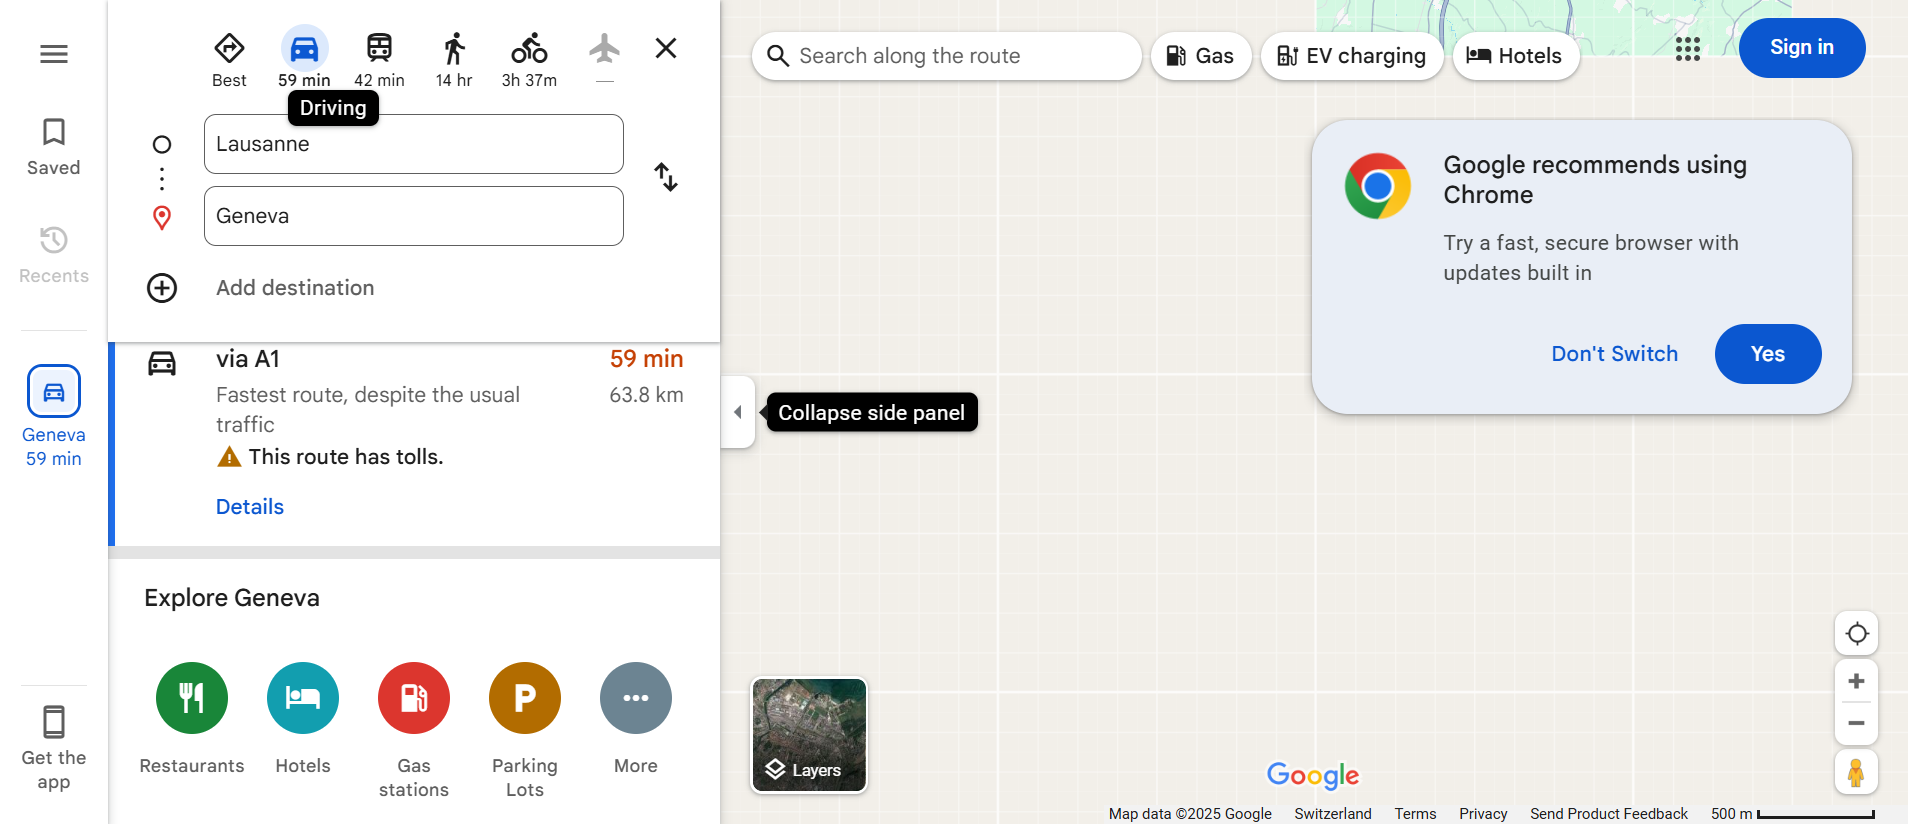 Saved
Recents
Geneva
59 min
Get the
app
Best
59 min
42 min
14 hr
3h 37m
—
Driving
Lausanne
Geneva
Add destination
via A1
59 min
Fastest route, despite the usual
traffic
63.8 km
This route has tolls.
Details
Explore Geneva
Restaurants
Hotels
Gas
stations
P
Parking
Lots
More
Search along the route
Gas
EV charging
Hotels
Sign in
Google recommends using
Chrome
Try a fast, secure browser with
updates built in
Don't Switch
Yes
Collapse side panel
Layers
Google
Map data ©2025 Google
Switzerland
Terms
Privacy
Send Product Feedback
500 m